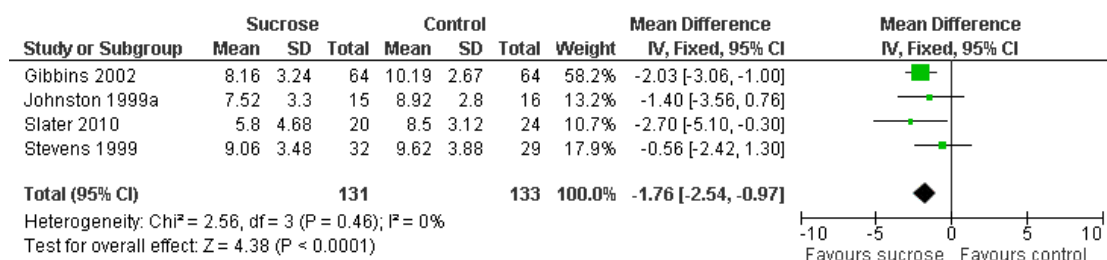 Sucrose Control Mean Difference Mean Difference
Study or Subgroup Mean SD Total Mean SD Total Weight IV, Fixed, 95% CI IV, Fixed, 95% CI
Gibbins 2002 8.16 3.24 64 10.19 2.67 64 58.2% -2.03 [-3.06, -1.00]
Johnston 1999a 7.52 3.3 15 8.92 2.8 16 13.2% -1.40 [-3.56, 0.76]
Slater 2010 5.8 4.68 20 8.5 3.12 24 10.7% -2.70 [-5.10, -0.30]
Stevens 1999 9.06 3.48 32 9.62 3.88 29 17.9% -0.56 [-2.42, 1.30]
Total (95% CI) 131 133 100.0% -1.76 [-2.54, -0.97]
Heterogeneity: Chi² = 2.56, df = 3 (P = 0.46); I² = 0%
Test for overall effect: Z = 4.38 (P < 0.0001)
-10 -5 0 5 10
Favours sucrose Favours control